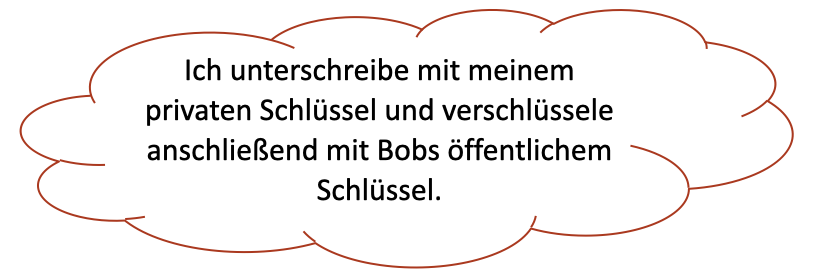 Ich unterschreibe mit meinem
privaten Schlüssel und verschlüssele
anschließend mit Bobs öffentlichem
Schlüssel.